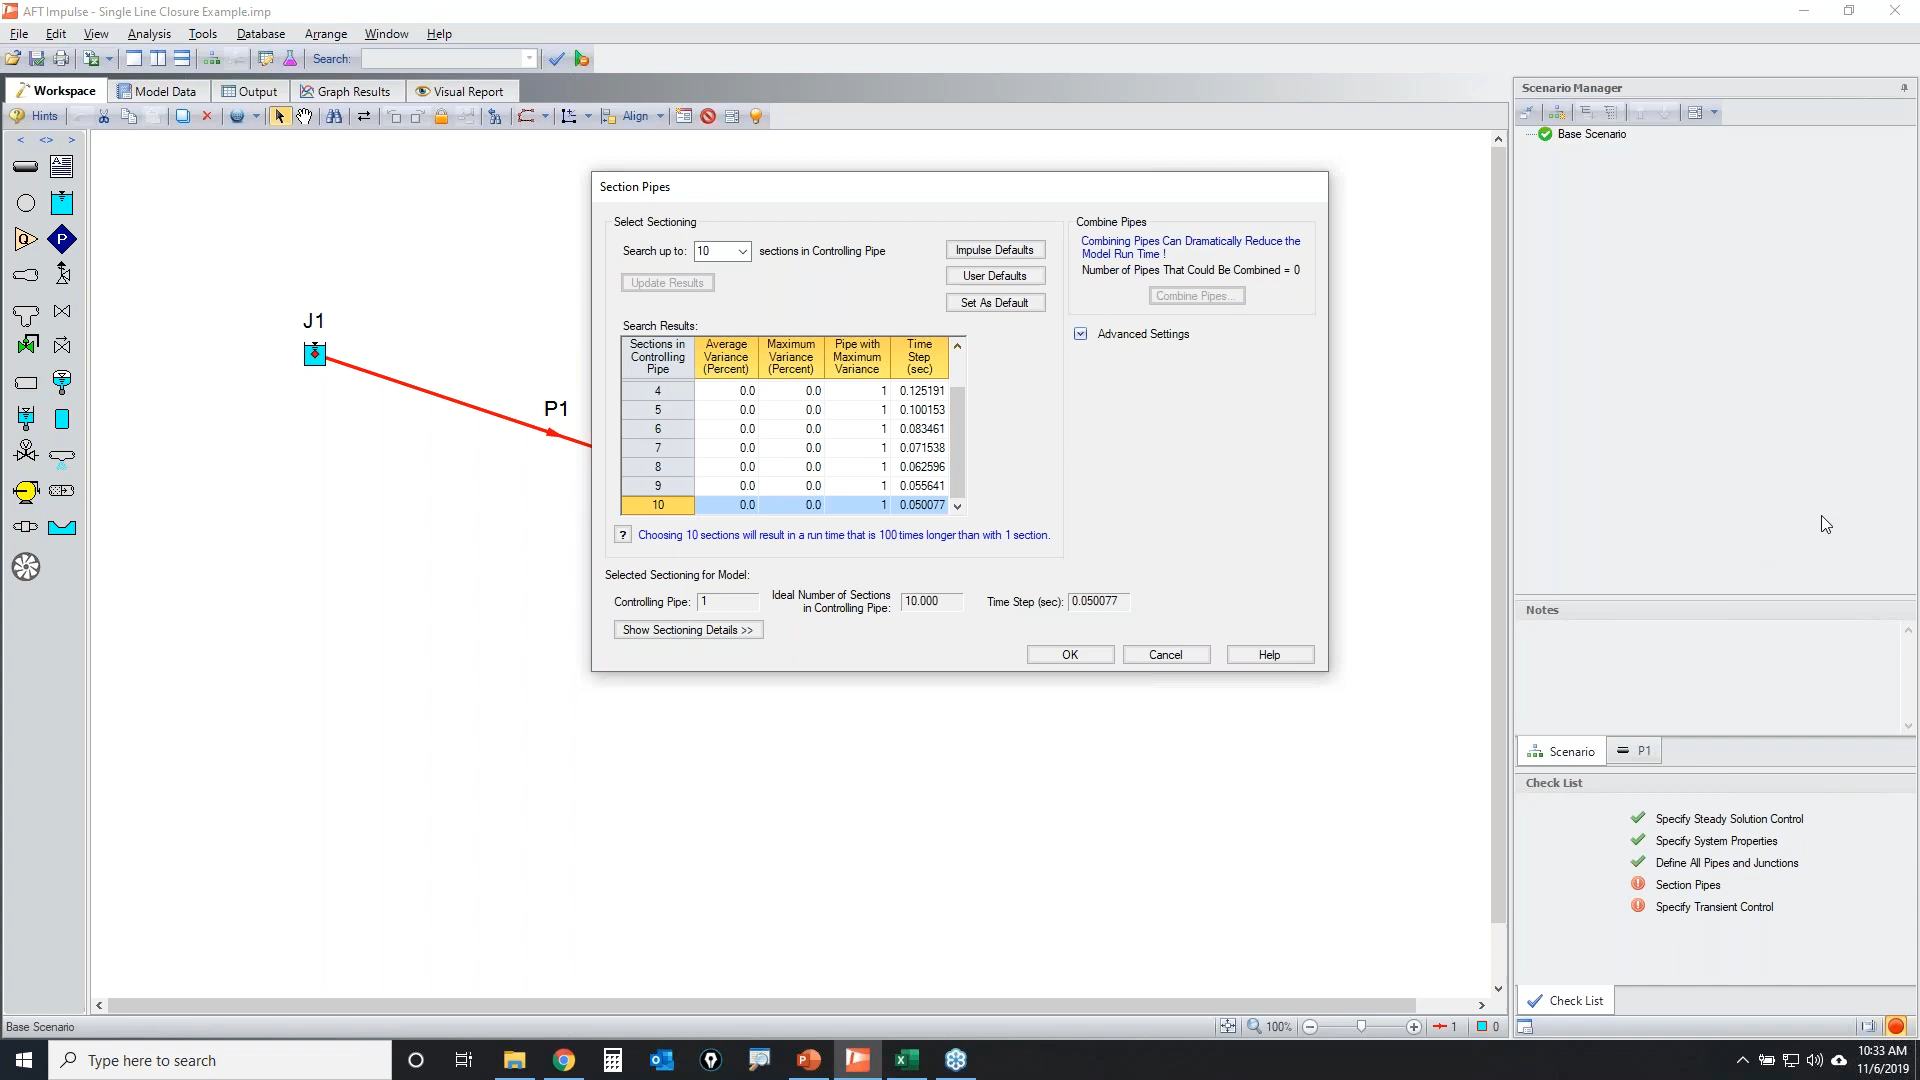 AFT Impulse - Single Line Closure Example.imp
File Edit View Analysis Tools Database Arrange Window Help
Search:
Workspace Model Data Output Graph Results Visual Report
Hints Align
< <> >
J1
P1
Section Pipes
Select Sectioning
Search up to: 10 sections in Controlling Pipe
Update Results
Impulse Defaults
User Defaults
Set As Default
Search Results:
Sections in Controlling Pipe Average Variance (Percent) Maximum Variance (Percent) Pipe with Maximum Variance Time Step (sec)
4 0.0 0.0 1 0.125191
5 0.0 0.0 1 0.100153
6 0.0 0.0 1 0.083461
7 0.0 0.0 1 0.071538
8 0.0 0.0 1 0.062596
9 0.0 0.0 1 0.055641
10 0.0 0.0 1 0.050077
? Choosing 10 sections will result in a run time that is 100 times longer than with 1 section.
Combine Pipes
Combining Pipes Can Dramatically Reduce the
Model Run Time !
Number of Pipes That Could Be Combined = 0
Combine Pipes...
Advanced Settings
Selected Sectioning for Model:
Controlling Pipe: 1 Ideal Number of Sections in Controlling Pipe: 10.000 Time Step (sec): 0.050077
Show Sectioning Details >>
OK Cancel Help
Scenario Manager
Base Scenario
Notes
Scenario P1
Check List
Specify Steady Solution Control
Specify System Properties
Define All Pipes and Junctions
Section Pipes
Specify Transient Control
Check List
Base Scenario
100% 1 0
Type here to search
10:33 AM
11/6/2019